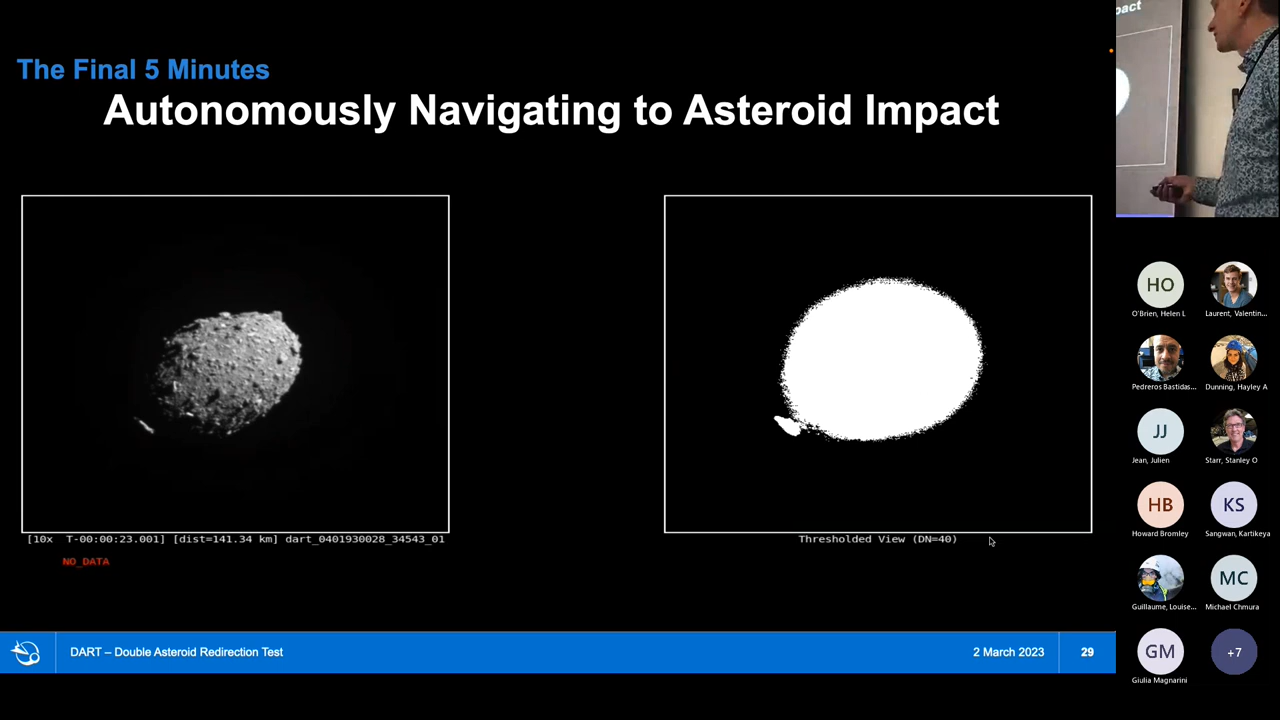 The Final 5 Minutes
Autonomously Navigating to Asteroid Impact
[10x  T-00:00:23.001] [dist=141.34 km] dart_0401930028_34543_01
NO_DATA
Thresholded View (DN=40)
DART – Double Asteroid Redirection Test
2 March 2023
29
pact
HO
O'Brien, Helen L
Laurent, Valentin...
Pedreros Bastidas...
Dunning, Hayley A
JJ
Jean, Julien
Starr, Stanley O
HB
Howard Bromley
KS
Sangwan, Kartikeya
Guillaume, Louise...
MC
Michael Chmura
GM
Giulia Magnarini
+7